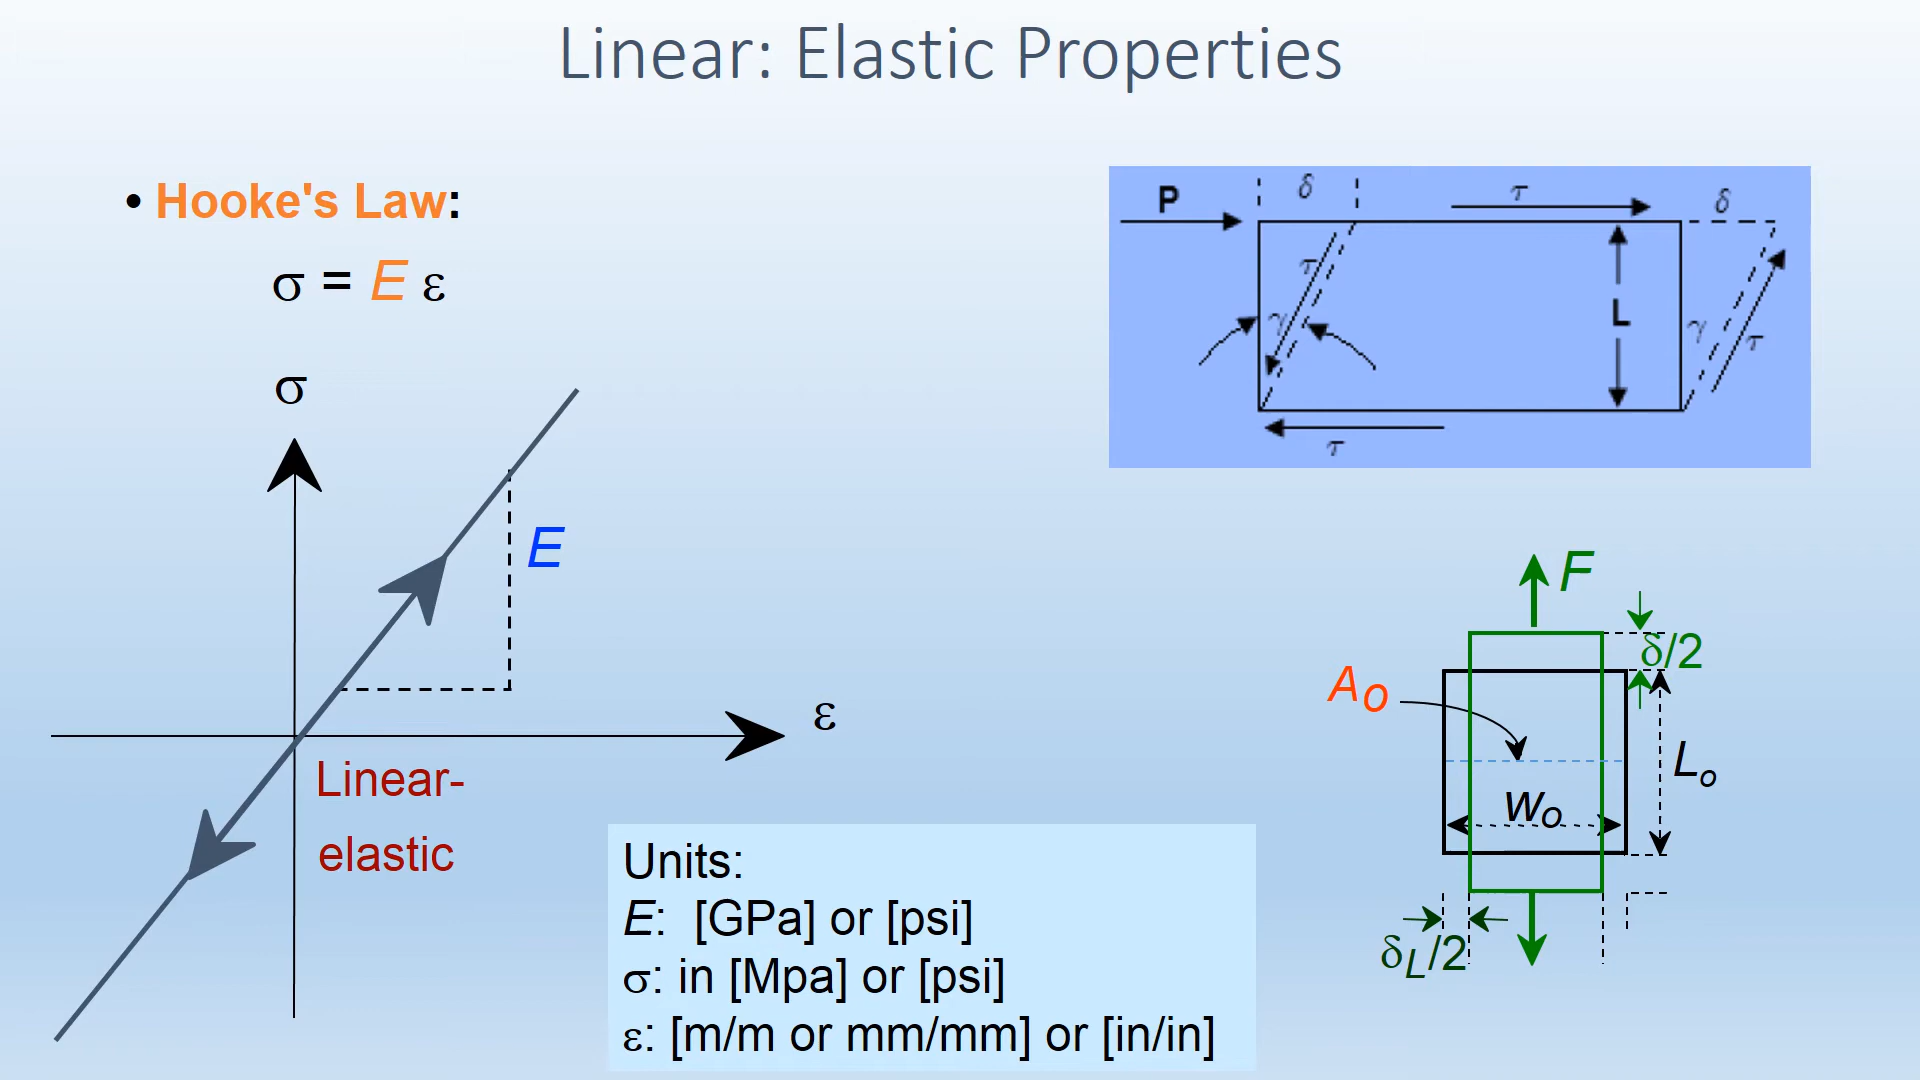 Linear: Elastic Properties
• Hooke's Law:
σ = E ε
σ
E
ε
Linear-
elastic
P
δ
τ
δ
τ
γ
L
γ
τ
τ
F
δ/2
Ao
Lo
wo
δL/2
Units:
E: [GPa] or [psi]
σ: in [Mpa] or [psi]
ε: [m/m or mm/mm] or [in/in]